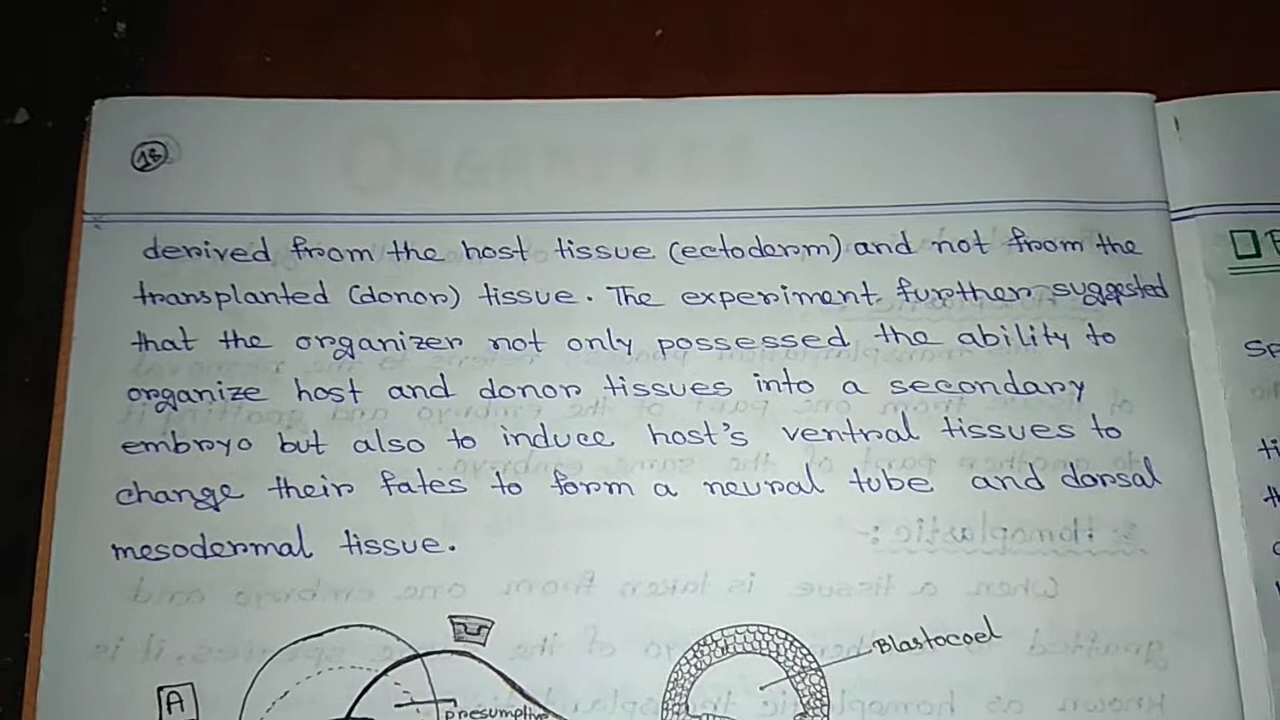 13
derived from the host tissue (ectoderm) and not from the
transplanted (donor) tissue. The experiment further suggested
that the organizer not only possessed the ability to
organize host and donor tissues into a secondary
embryo but also to induce host's ventral tissues to
change their fates to form a neural tube and dorsal
mesodermal tissue.
Blastocoel
A
presumptive